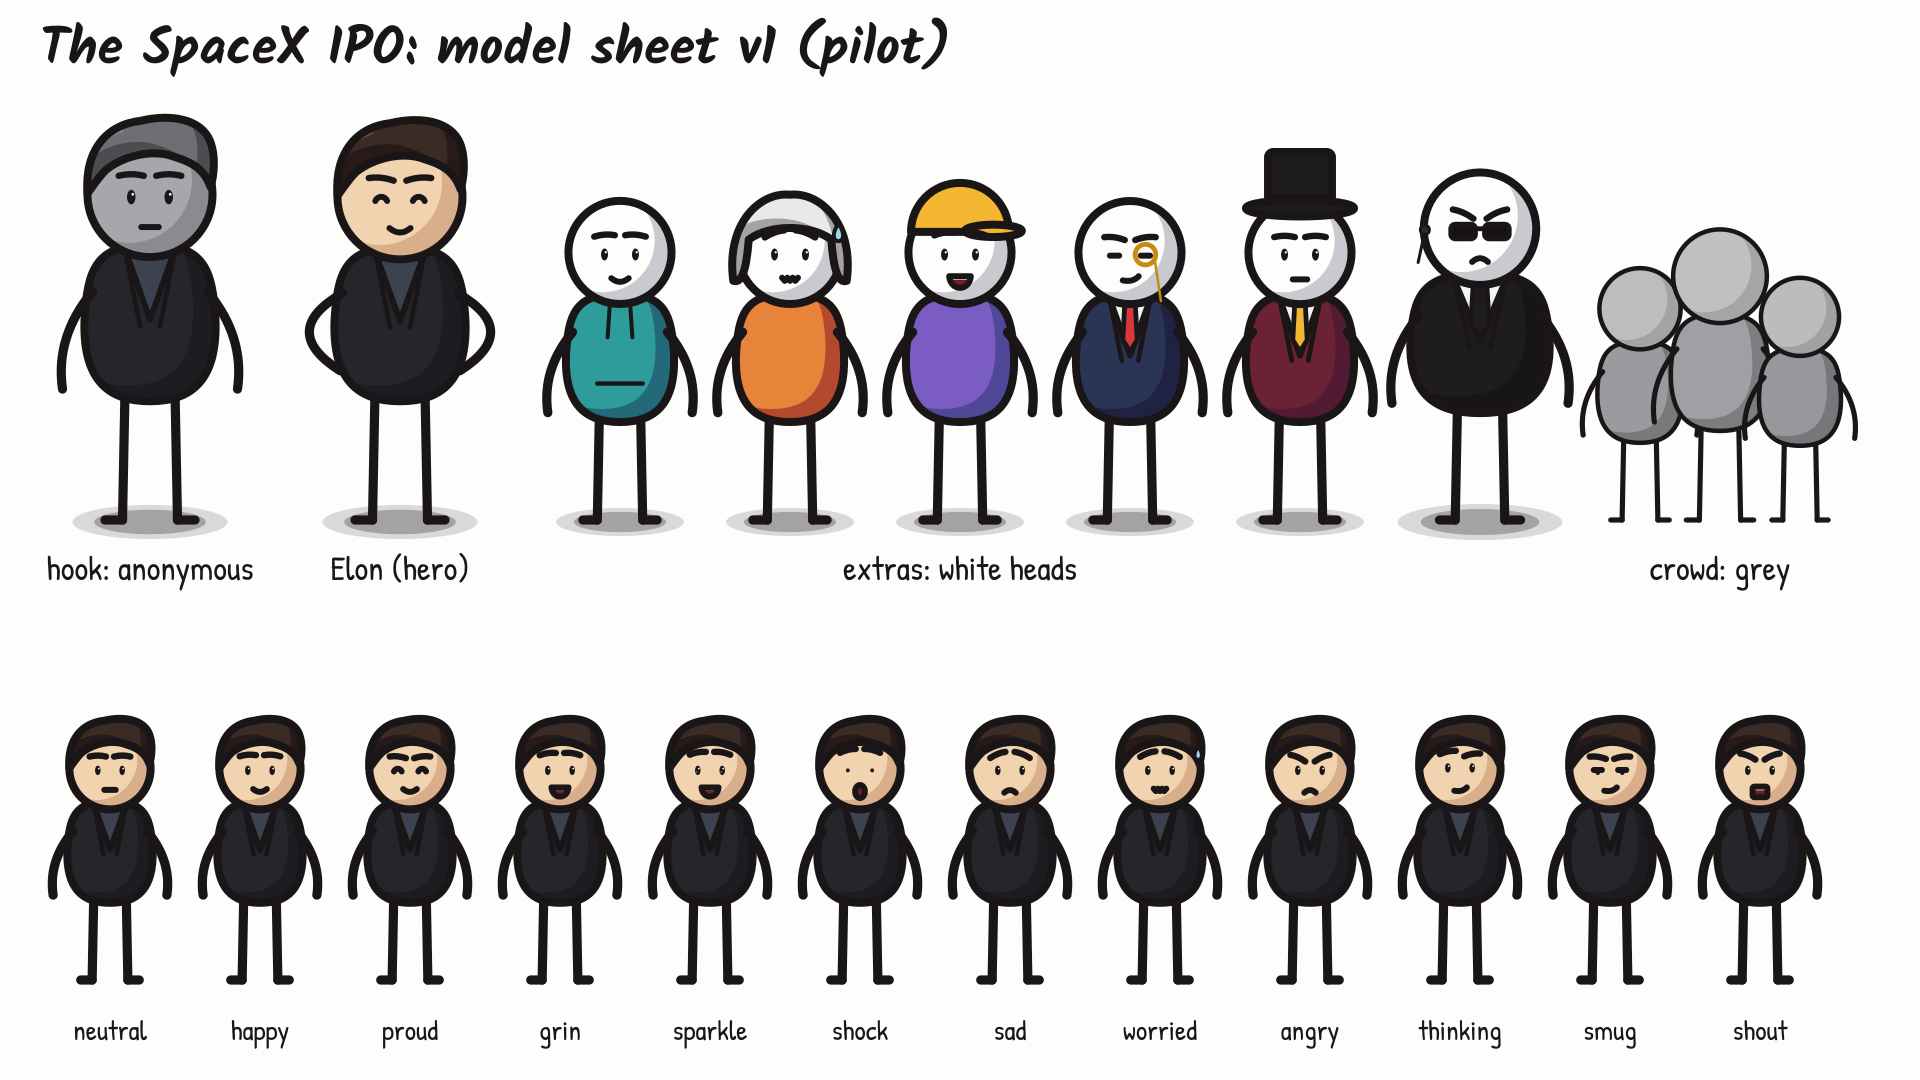 The SpaceX IPO: model sheet v1 (pilot)
hook: anonymous
Elon (hero)
extras: white heads
crowd: grey
neutral
happy
proud
grin
sparkle
shock
sad
worried
angry
thinking
smug
shout